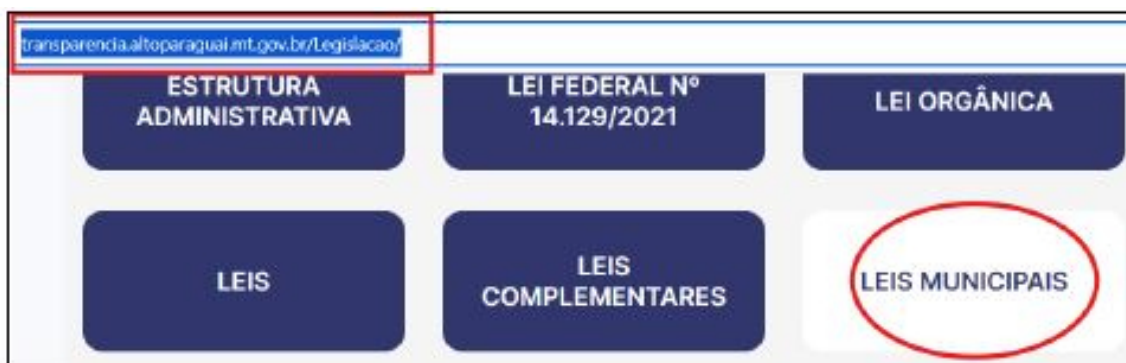 transparencia.altoparaguai.mt.gov.br/Legislacao/
ESTRUTURA
ADMINISTRATIVA
LEI FEDERAL Nº
14.129/2021
LEI ORGÂNICA
LEIS
LEIS
COMPLEMENTARES
LEIS MUNICIPAIS